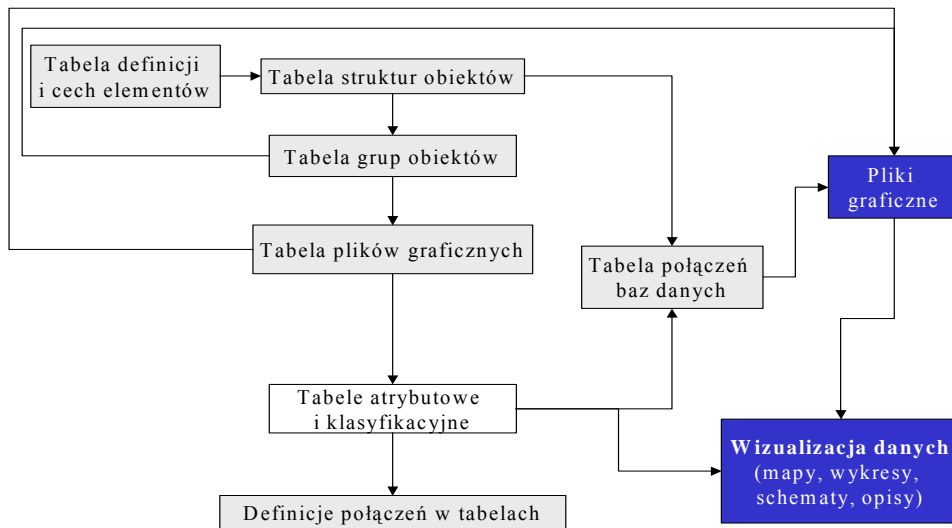 Tabela definicji
i cech elementów
Tabela struktur obiektów
Tabela grup obiektów
Pliki
graficzne
Tabela plików graficznych
Tabela połączeń
baz danych
Tabele atrybutowe
i klasyfikacyjne
Wizualizacja danych
(mapy, wykresy,
schematy, opisy)
Definicje połączeń w tabelach